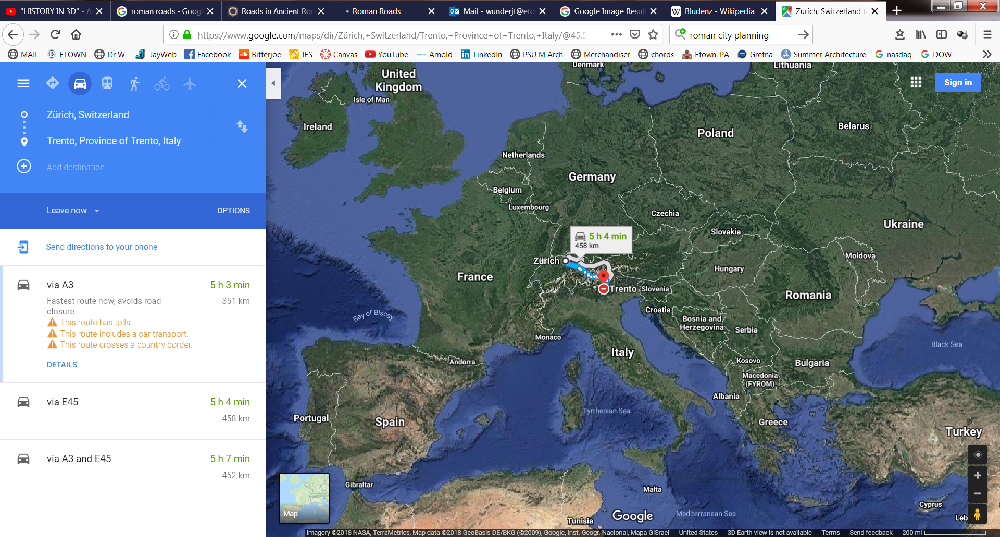 "HISTORY IN 3D" - A
roman roads - Goog
Roads in Ancient Ro
Roman Roads
Mail - wunderjt@eto
Google Image Resul
Bludenz - Wikipedia
Zürich, Switzerland t
https://www.google.com/maps/dir/Zürich,+Switzerland/Trento,+Province+of+Trento,+Italy/@45.5
roman city planning
MAIL
ETOWN
Dr W
JayWeb
Facebook
Bitterjoe
IES
Canvas
YouTube
Arnold
LinkedIn
PSU M Arch
Merchandiser
chords
Etown, PA
Gretna
Summer Architecture
nasdaq
DOW
Zürich, Switzerland
Trento, Province of Trento, Italy
Add destination
Leave now
OPTIONS
Send directions to your phone
via A3
5 h 3 min
Fastest route now, avoids road
351 km
closure
This route has tolls.
This route includes a car transport.
This route crosses a country border.
DETAILS
via E45
5 h 4 min
458 km
via A3 and E45
5 h 7 min
452 km
Sign in
Denmark
Lithuania
United
Kingdom
Isle of Man
Ireland
Poland
Belarus
Netherlands
Germany
Belgium
Luxembourg
Czechia
Ukraine
Slovakia
5 h 4 min
458 km
Zürich
Moldova
France
Hungary
Trento
Slovenia
Romania
Croatia
Bay of Biscay
Bosnia and
Herzegovina
Serbia
Monaco
Black Sea
Italy
Andorra
Kosovo
Bulgaria
Macedonia
(FYROM)
Albania
Tyrrhenian Sea
Portugal
Spain
Greece
Turkey
Gibraltar
Malta
Cyprus
Map
Google
Mediterranean Sea
Tunisia
Leb
Imagery ©2018 NASA, TerraMetrics, Map data ©2018 GeoBasis-DE/BKG (©2009), Google, Inst. Geogr. Nacional, Mapa GISrael
United States
3D Earth view is not available
Terms
Send feedback
200 mi